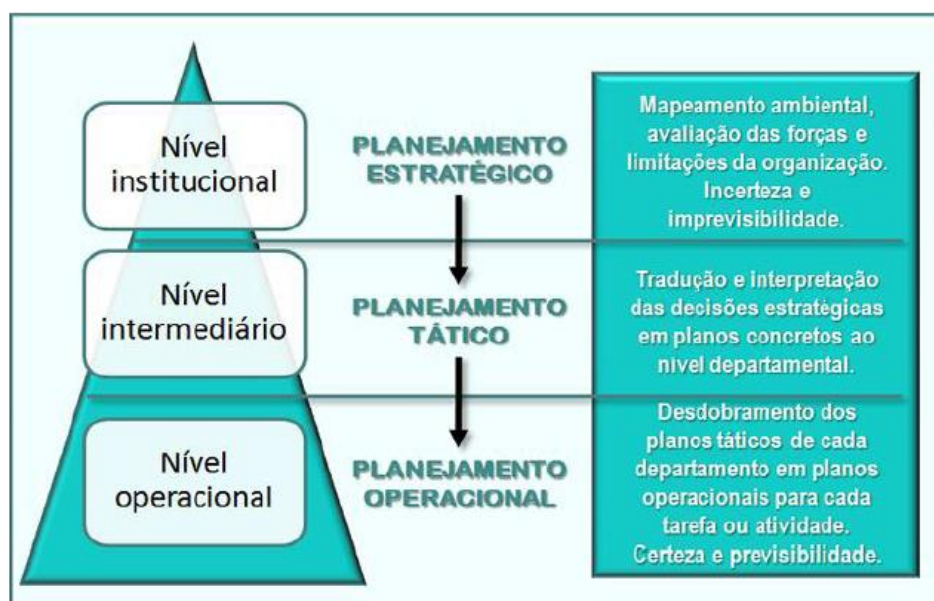 Nível
institucional
PLANEJAMENTO
ESTRATÉGICO
Mapeamento ambiental,
avaliação das forças e
limitações da organização.
Incerteza e
imprevisibilidade.
Nível
intermediário
PLANEJAMENTO
TÁTICO
Tradução e interpretação
das decisões estratégicas
em planos concretos ao
nível departamental.
Nível
operacional
PLANEJAMENTO
OPERACIONAL
Desdobramento dos
planos táticos de cada
departamento em planos
operacionais para cada
tarefa ou atividade.
Certeza e previsibilidade.